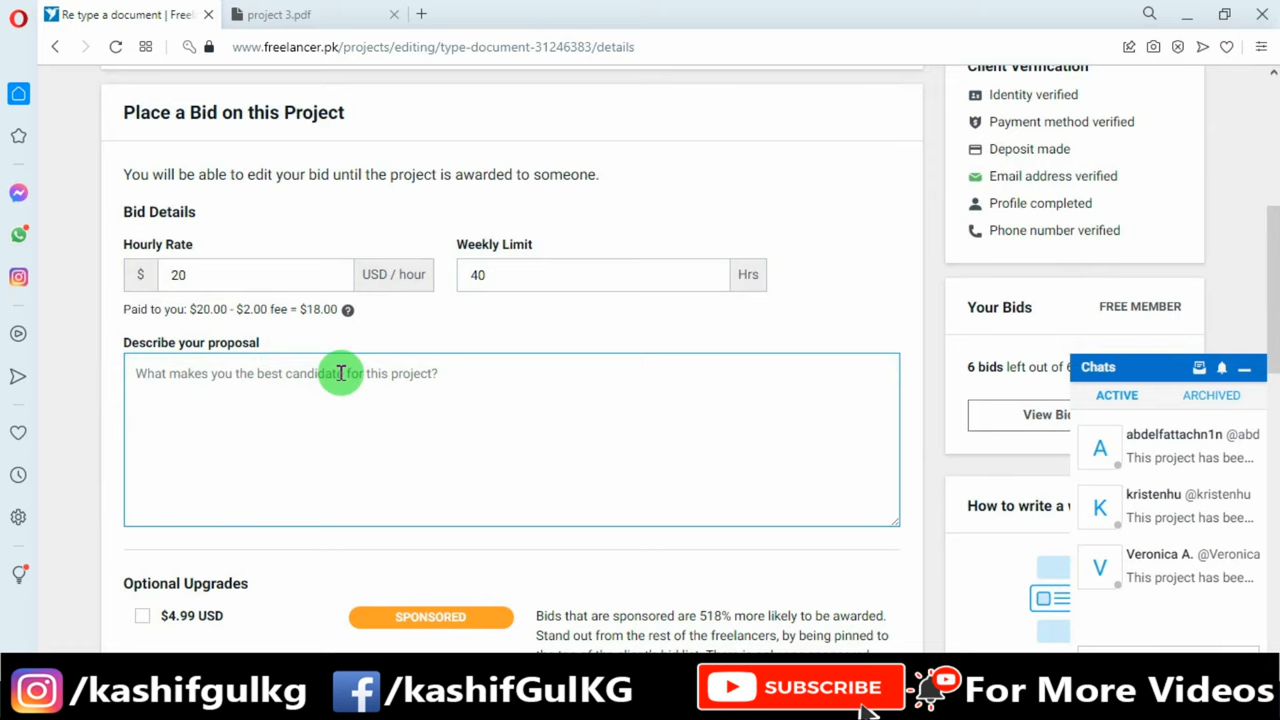 Re type a document | Freel
project 3.pdf
www.freelancer.pk/projects/editing/type-document-31246383/details
Place a Bid on this Project
You will be able to edit your bid until the project is awarded to someone.
Bid Details
Hourly Rate
Weekly Limit
$ 20 USD / hour
40 Hrs
Paid to you: $20.00 - $2.00 fee = $18.00 ?
Describe your proposal
What makes you the best candidate for this project?
Optional Upgrades
$4.99 USD
SPONSORED
Bids that are sponsored are 518% more likely to be awarded.
Stand out from the rest of the freelancers, by being pinned to
Client Verification
Identity verified
Payment method verified
Deposit made
Email address verified
Profile completed
Phone number verified
Your Bids
FREE MEMBER
6 bids left out of 6
View Bi
How to write a
Chats
ACTIVE
ARCHIVED
A
abdelfattachn1n @abd
This project has bee...
K
kristenhu @kristenhu
This project has bee...
V
Veronica A. @Veronica
This project has bee...
/kashifgulkg
/kashifGulKG
SUBSCRIBE
For More Videos